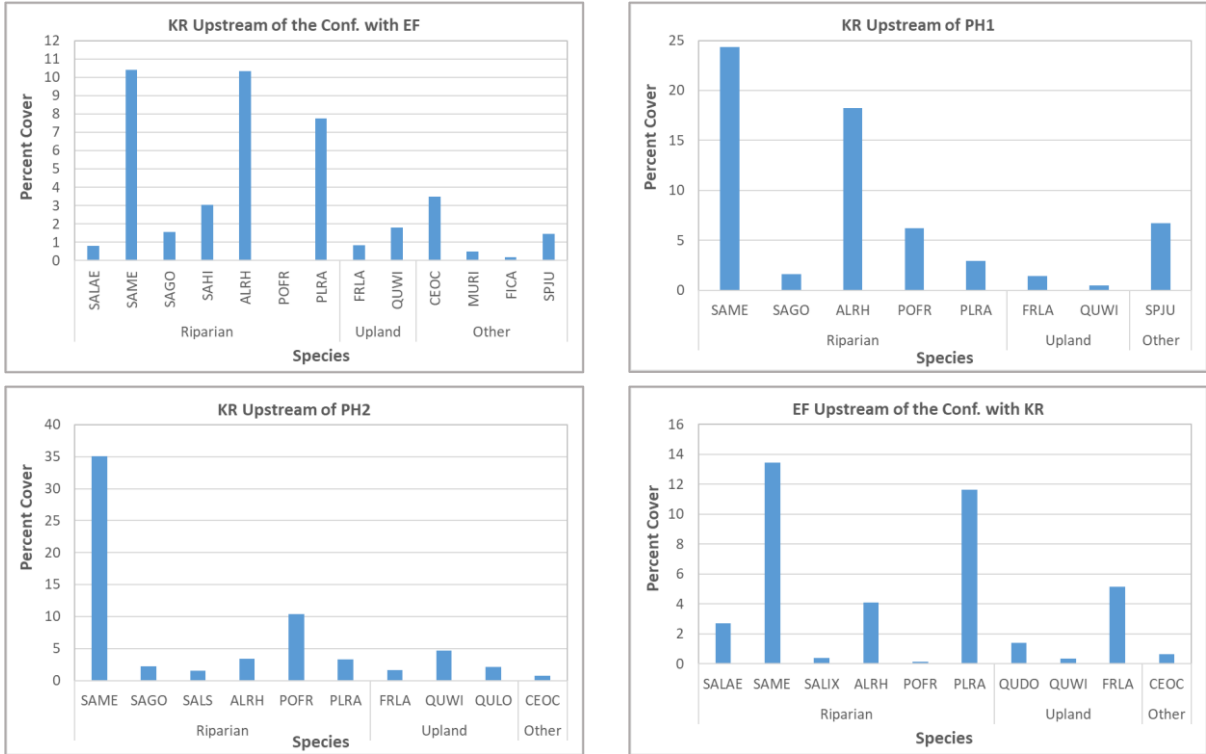 KR Upstream of the Conf. with EF
Percent Cover
12
11
10
9
8
7
6
5
4
3
2
1
0
SALAE SAME SAGO SAHI ALRH POFR PLRA FRLA QUWI CEOC MURI FICA SPJU
Riparian Upland Other
Species
KR Upstream of PH1
Percent Cover
25
20
15
10
5
0
SAME SAGO ALRH POFR PLRA FRLA QUWI SPJU
Riparian Upland Other
Species
KR Upstream of PH2
Percent Cover
40
35
30
25
20
15
10
5
0
SAME SAGO SALS ALRH POFR PLRA FRLA QUWI QULO CEOC
Riparian Upland Other
Species
EF Upstream of the Conf. with KR
Percent Cover
16
14
12
10
8
6
4
2
0
SALAE SAME SALIX ALRH POFR PLRA QUDO QUWI FRLA CEOC
Riparian Upland Other
Species